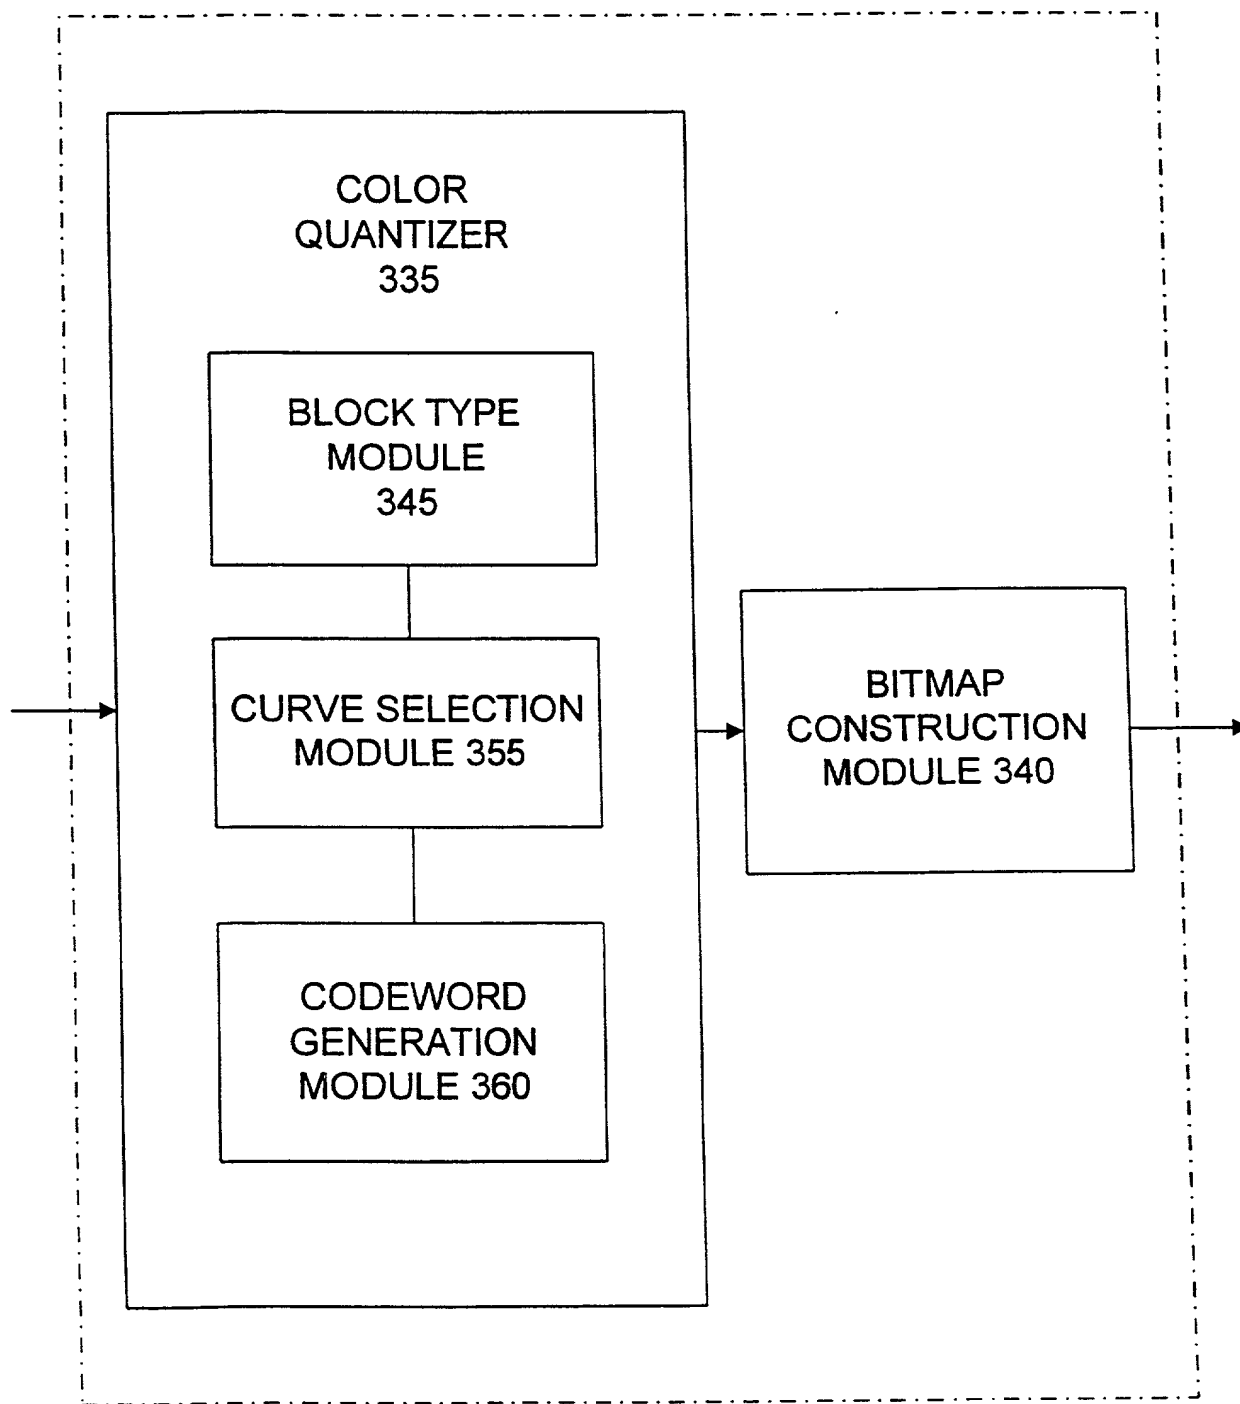 COLOR
QUANTIZER
335
BLOCK TYPE
MODULE
345
CURVE SELECTION
MODULE 355
CODEWORD
GENERATION
MODULE 360
BITMAP
CONSTRUCTION
MODULE 340